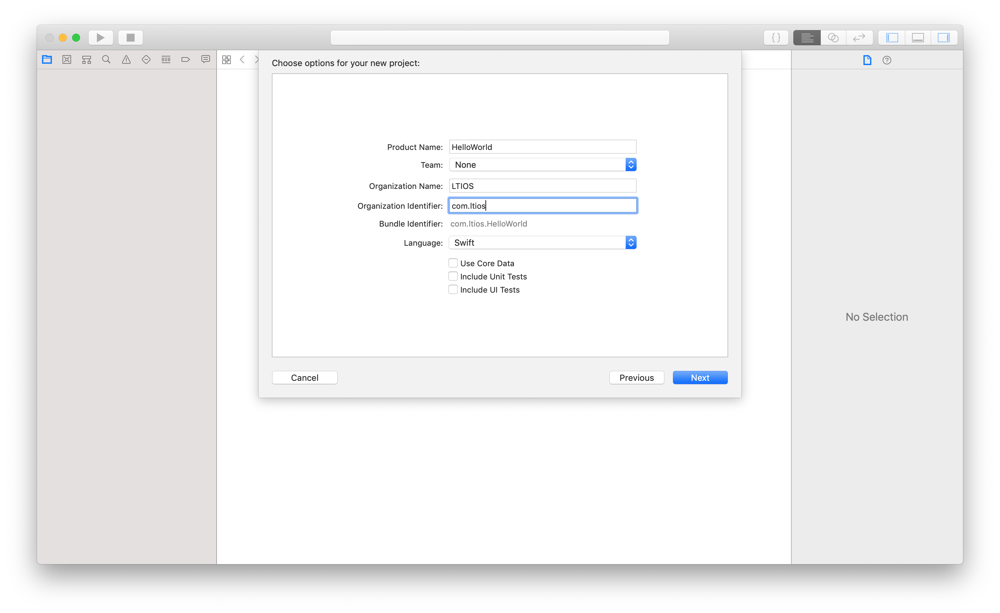 Choose options for your new project:
Product Name: HelloWorld
Team: None
Organization Name: LTIOS
Organization Identifier: com.ltios
Bundle Identifier: com.ltios.HelloWorld
Language: Swift
Use Core Data
Include Unit Tests
Include UI Tests
No Selection
Cancel Previous Next